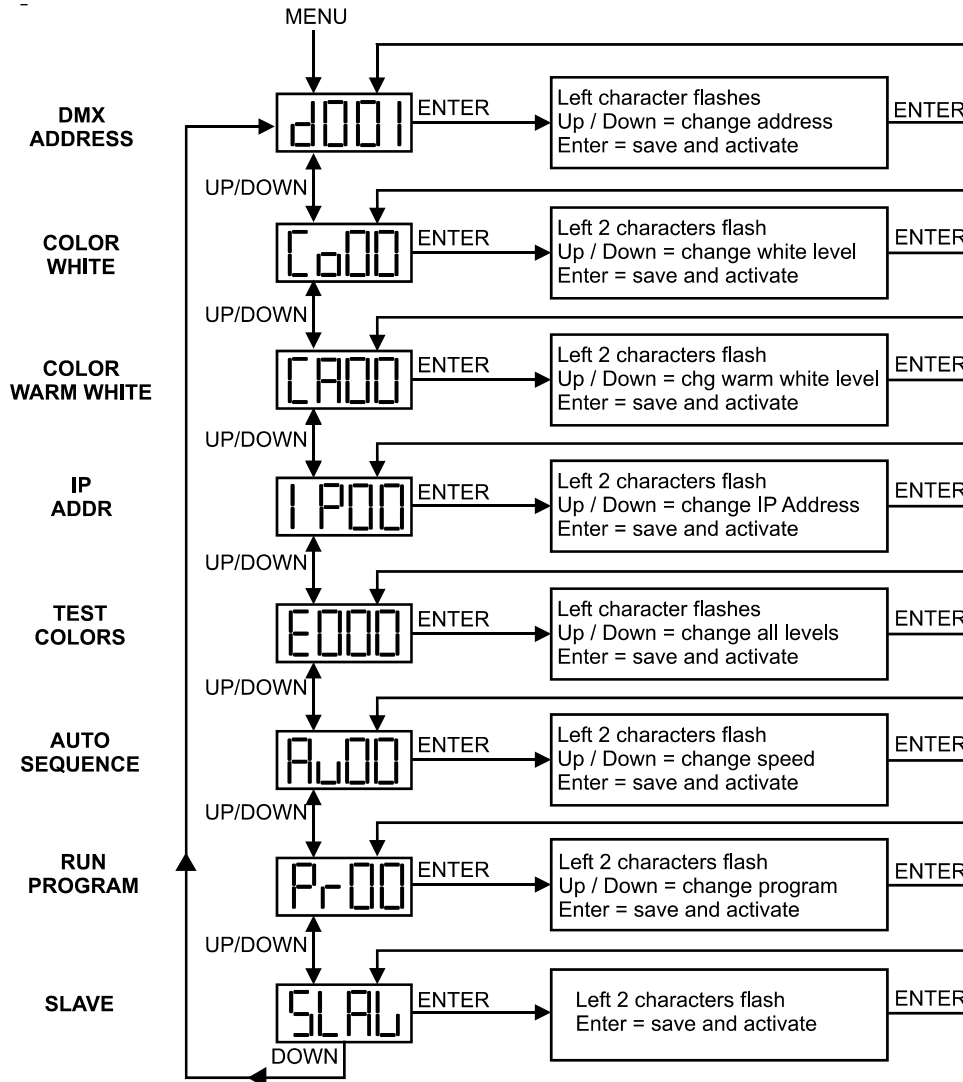 MENU
DMX
ADDRESS
d001
ENTER
Left character flashes
Up / Down = change address
Enter = save and activate
ENTER
UP/DOWN
COLOR
WHITE
Co00
ENTER
Left 2 characters flash
Up / Down = change white level
Enter = save and activate
ENTER
UP/DOWN
COLOR
WARM WHITE
CA00
ENTER
Left 2 characters flash
Up / Down = chg warm white level
Enter = save and activate
ENTER
UP/DOWN
IP
ADDR
IP00
ENTER
Left 2 characters flash
Up / Down = change IP Address
Enter = save and activate
ENTER
UP/DOWN
TEST
COLORS
E000
ENTER
Left character flashes
Up / Down = change all levels
Enter = save and activate
ENTER
UP/DOWN
AUTO
SEQUENCE
Au00
ENTER
Left 2 characters flash
Up / Down = change speed
Enter = save and activate
ENTER
UP/DOWN
RUN
PROGRAM
Pr00
ENTER
Left 2 characters flash
Up / Down = change program
Enter = save and activate
ENTER
UP/DOWN
SLAVE
SLAU
ENTER
Left 2 characters flash
Enter = save and activate
ENTER
DOWN